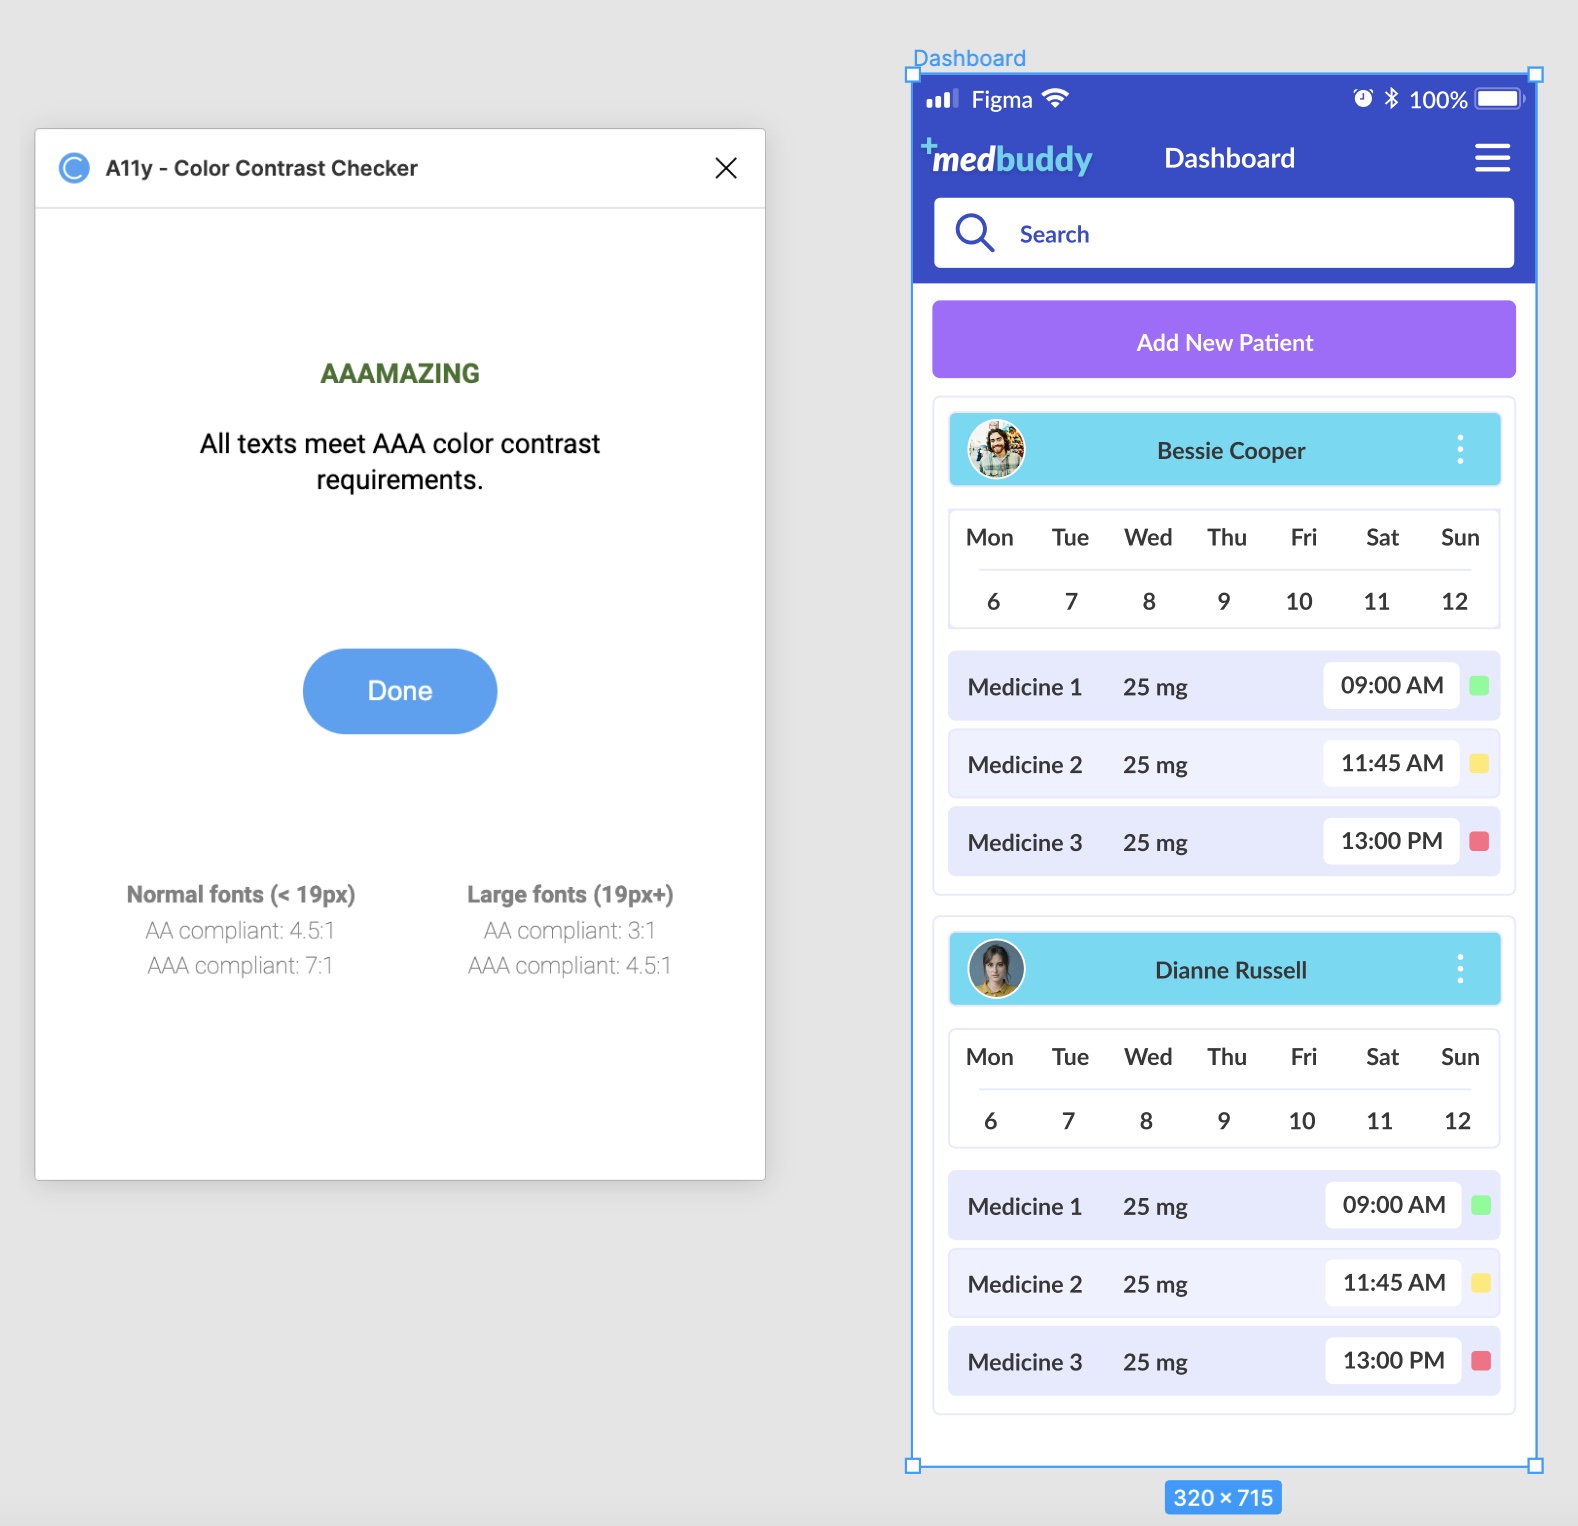 A11y - Color Contrast Checker
AAAMAZING
All texts meet AAA color contrast
requirements.
Done
Normal fonts (< 19px)
AA compliant: 4.5:1
AAA compliant: 7:1
Large fonts (19px+)
AA compliant: 3:1
AAA compliant: 4.5:1
Dashboard
Figma 100%
+medbuddy Dashboard
Search
Add New Patient
Bessie Cooper
Mon Tue Wed Thu Fri Sat Sun
6 7 8 9 10 11 12
Medicine 1 25 mg 09:00 AM
Medicine 2 25 mg 11:45 AM
Medicine 3 25 mg 13:00 PM
Dianne Russell
Mon Tue Wed Thu Fri Sat Sun
6 7 8 9 10 11 12
Medicine 1 25 mg 09:00 AM
Medicine 2 25 mg 11:45 AM
Medicine 3 25 mg 13:00 PM
320 × 715